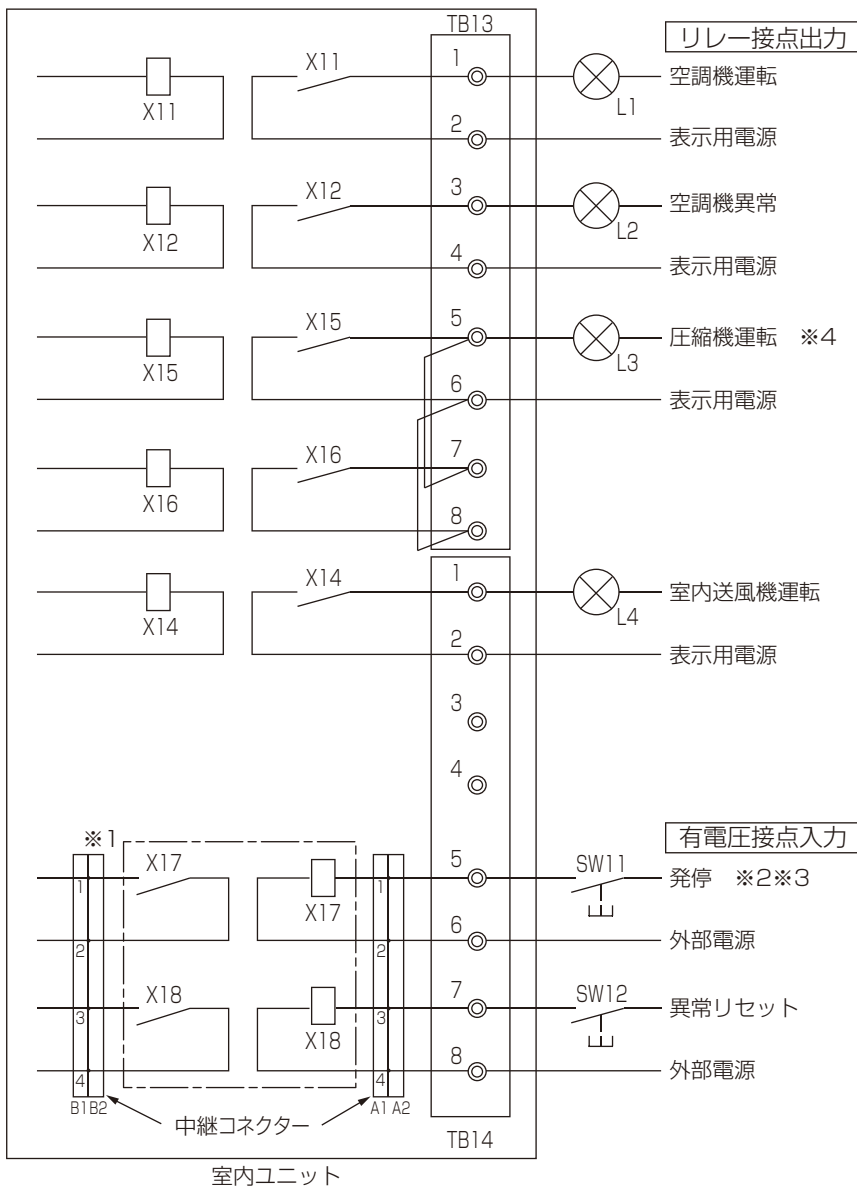 TB13
リレー接点出力
X11
X11
1
L1
空調機運転
2
表示用電源
X12
X12
3
L2
空調機異常
4
表示用電源
X15
X15
5
L3
圧縮機運転 ※4
6
表示用電源
X16
X16
7
8
X14
X14
1
L4
室内送風機運転
2
表示用電源
3
4
有電圧接点入力
※1
1
X17
X17
1
5
SW11
発停 ※2※3
2
2
6
外部電源
3
X18
X18
3
7
SW12
異常リセット
4
4
8
外部電源
B1B2
中継コネクター
A1 A2
TB14
室内ユニット